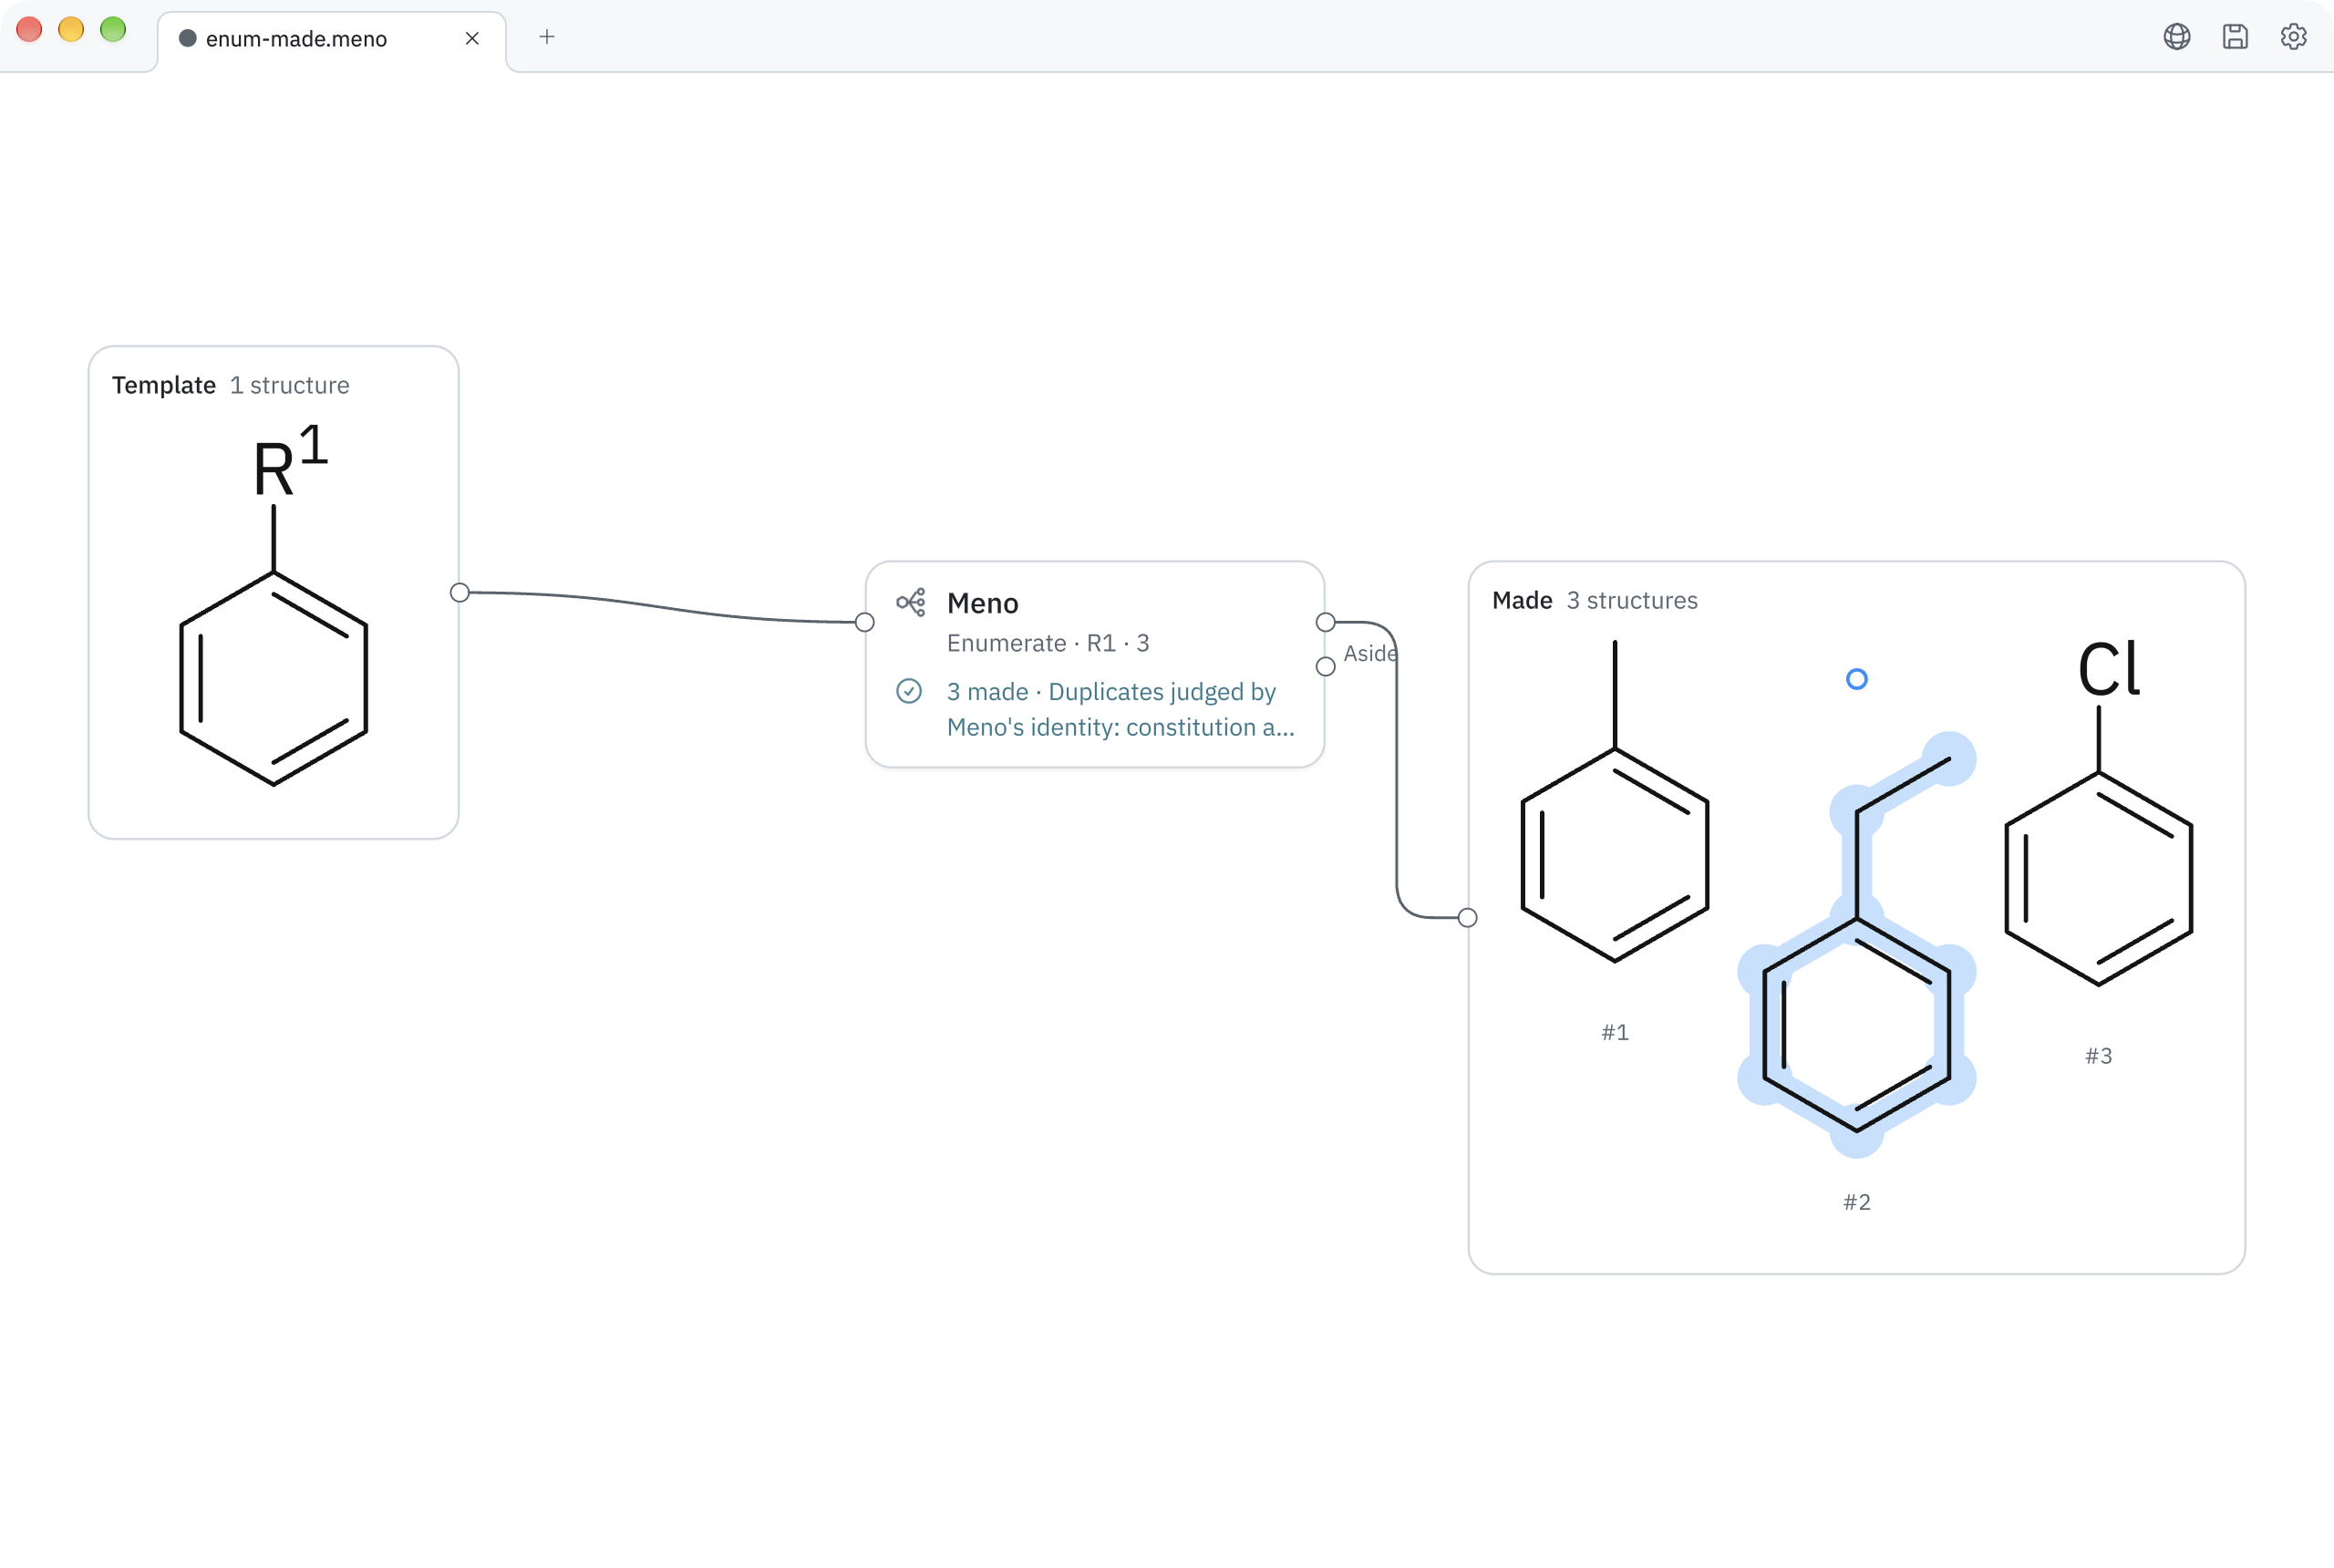 enum-made.meno
Template 1 structure
R1
Meno
Enumerate · R1 · 3
3 made · Duplicates judged by
Meno's identity: constitution a...
Aside
Made 3 structures
Cl
#1
#3
#2